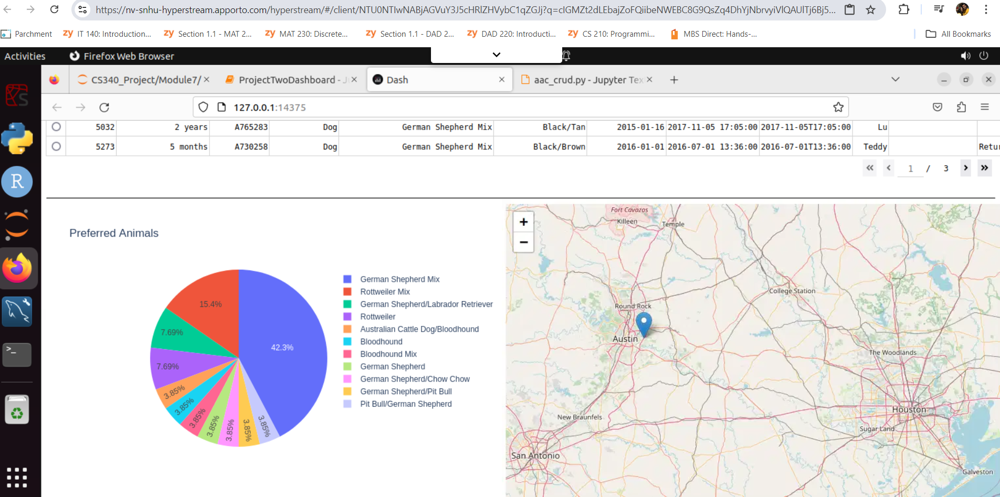 https://nv-snhu-hyperstream.apporto.com/hyperstream/#/client/NTU0NTIwNABjAGVuY3J5cHRlZHVybC1qZGJj?q=cIGMZt2dLEbajZoFQiibeNWEBC8G9QsZq4DhYjNbrvyiVlQAUlTj6Bj5...
Parchment
zy IT 140: Introduction...
zy Section 1.1 - MAT 2...
zy MAT 230: Discrete...
zy Section 1.1 - DAD 2...
zy DAD 220: Introducti...
zy CS 210: Programmi...
MBS Direct: Hands-...
All Bookmarks
Activities
Firefox Web Browser
CS340_Project/Module7/
ProjectTwoDashboard - J
Dash
aac_crud.py - Jupyter Tex
127.0.0.1:14375
5032 2 years A765283 Dog German Shepherd Mix Black/Tan 2015-01-16 2017-11-05 17:05:00 2017-11-05T17:05:00 Lu
5273 5 months A730258 Dog German Shepherd Mix Black/Brown 2016-01-01 2016-07-01 13:36:00 2016-07-01T13:36:00 Teddy Retur
« ‹ 1 / 3 › »
Preferred Animals
42.3%
15.4%
7.69%
7.69%
3.85%
3.85%
3.85%
3.85%
3.85%
3.85%
3.85%
German Shepherd Mix
Rottweiler Mix
German Shepherd/Labrador Retriever
Rottweiler
Australian Cattle Dog/Bloodhound
Bloodhound
Bloodhound Mix
German Shepherd
German Shepherd/Chow Chow
German Shepherd/Pit Bull
Pit Bull/German Shepherd
+
−
Fort Cavazos
Killeen
Temple
College Station
Round Rock
Austin
The Woodlands
Houston
New Braunfels
Sugar Land
San Antonio
Galveston
R
>_